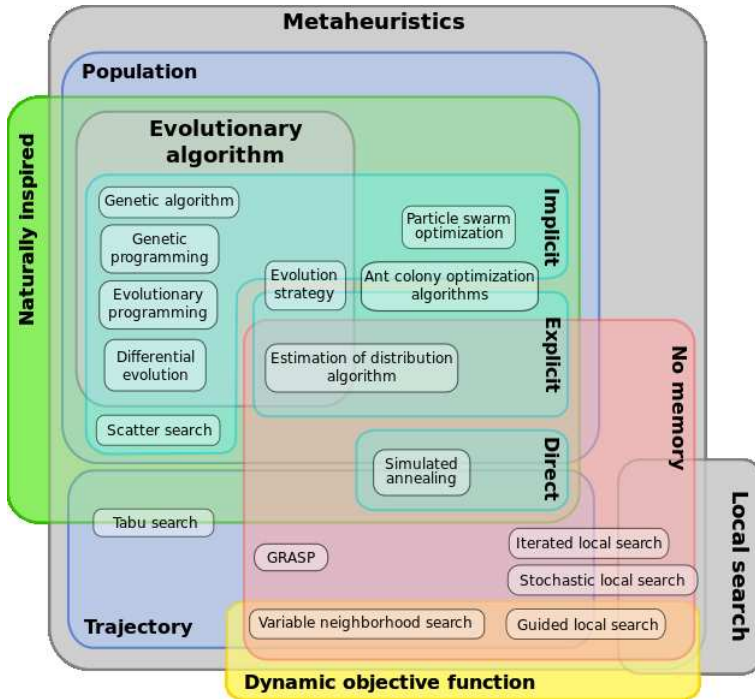 Metaheuristics
Population
Naturally inspired
Evolutionary
algorithm
Implicit
Genetic algorithm
Particle swarm
optimization
Genetic
programming
Evolution
strategy
Ant colony optimization
algorithms
Evolutionary
programming
Explicit
No memory
Differential
evolution
Estimation of distribution
algorithm
Scatter search
Direct
Simulated
annealing
Local search
Tabu search
GRASP
Iterated local search
Stochastic local search
Trajectory
Variable neighborhood search
Guided local search
Dynamic objective function